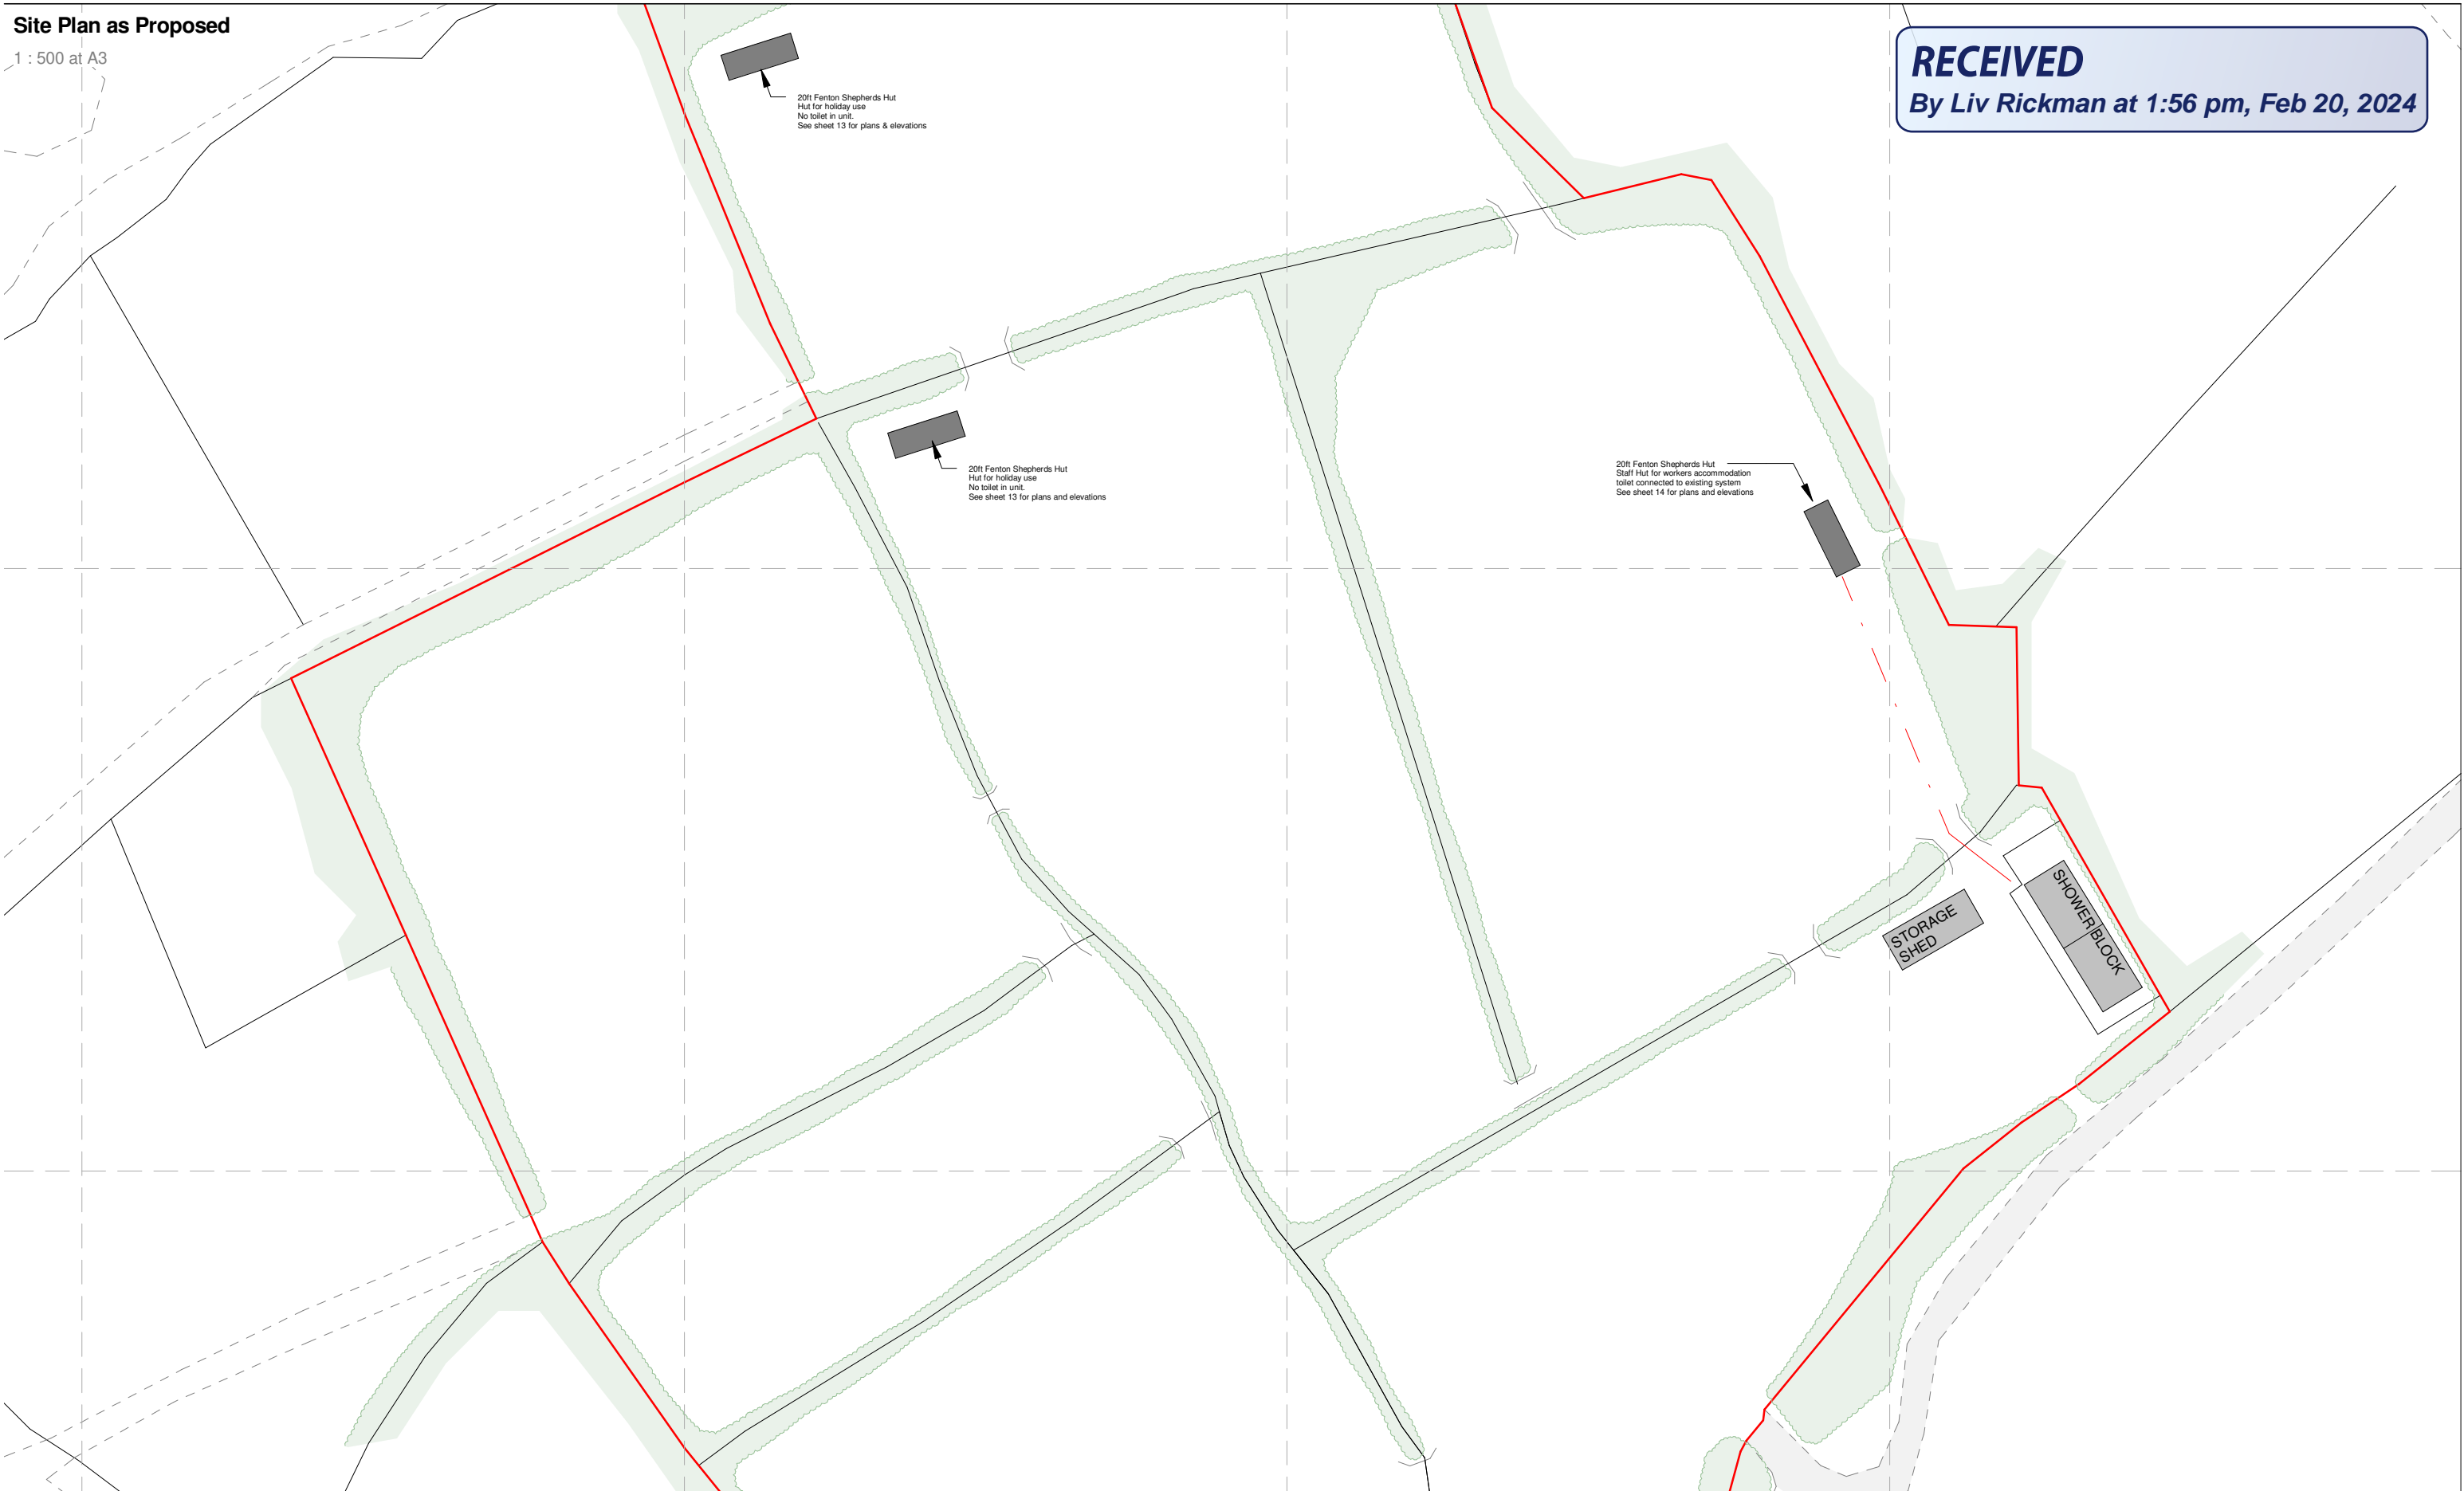 Site Plan as Proposed
1 : 500 at A3
RECEIVED
By Liv Rickman at 1:56 pm, Feb 20, 2024
20ft Fenton Shepherds Hut
Hut for holiday use
No toilet in unit.
See sheet 13 for plans & elevations
20ft Fenton Shepherds Hut
Hut for holiday use
No toilet in unit.
See sheet 13 for plans and elevations
20ft Fenton Shepherds Hut
Staff Hut for workers accommodation
toilet connected to existing system
See sheet 14 for plans and elevations
STORAGE
SHED
SHOWER BLOCK